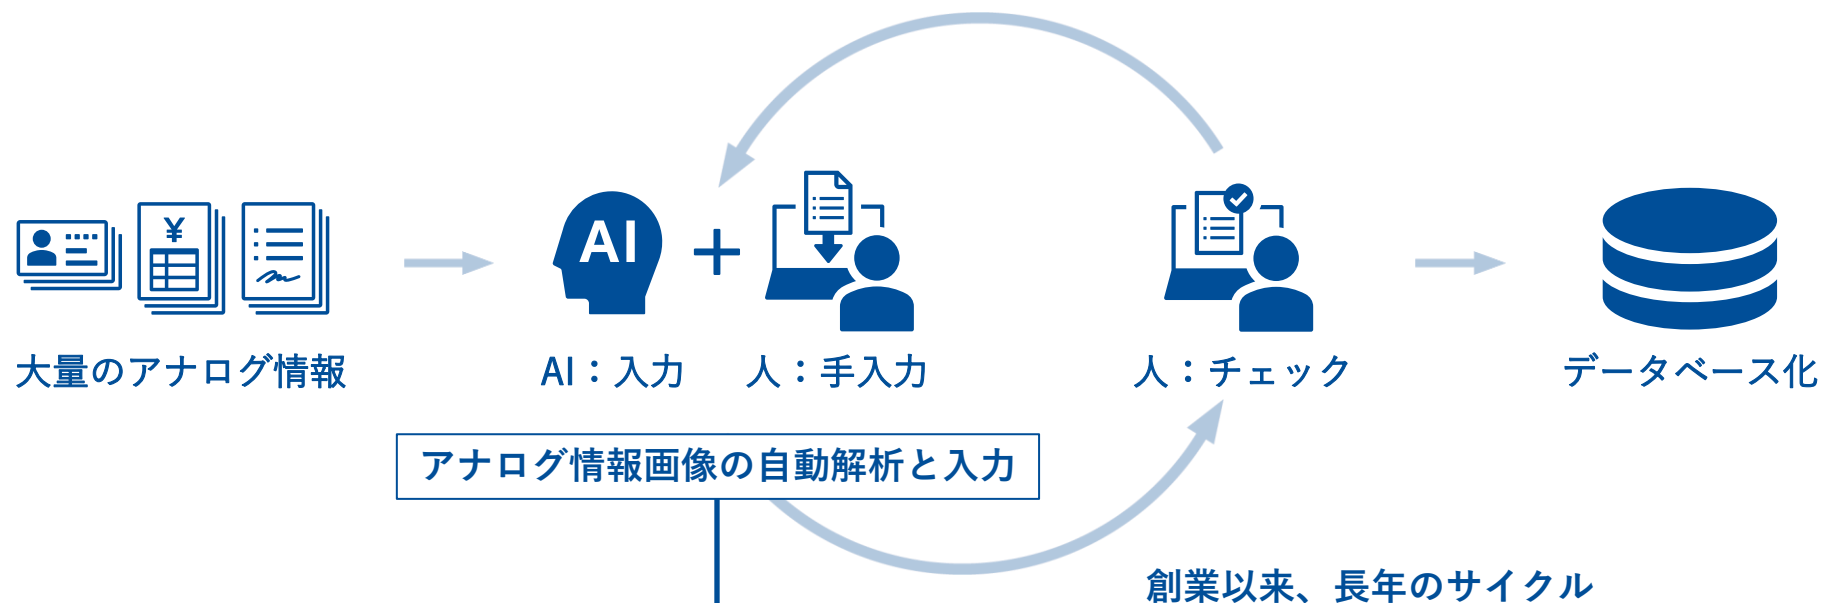 ¥
AI
大量のアナログ情報
AI：入力
人：手入力
人：チェック
データベース化
アナログ情報画像の自動解析と入力
創業以来、長年のサイクル